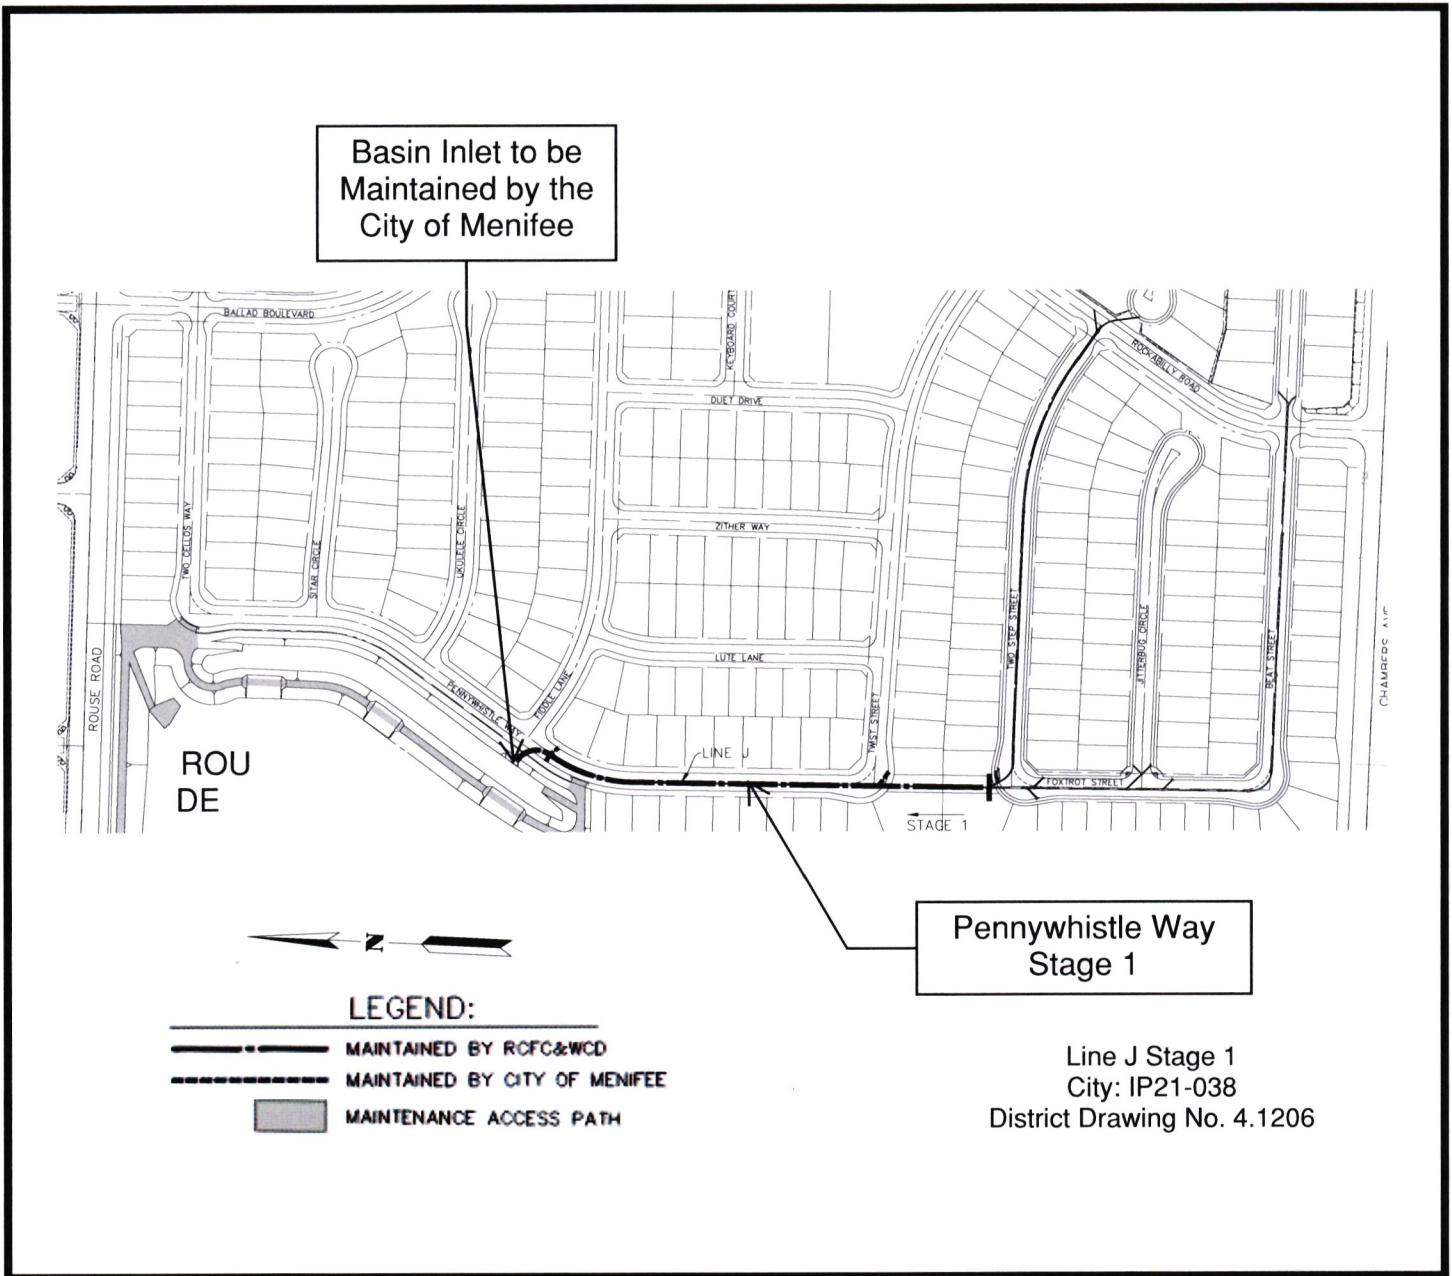 Basin Inlet to be
Maintained by the
City of Menifee
BALLAD BOULEVARD
KEYBOARD COURT
ROCKABILLY ROAD
DUET DRIVE
TWO CELLOS WAY
SITAR CIRCLE
UKULELE CIRCLE
ZITHER WAY
TWO STEP STREET
JITTERBUG CIRCLE
BEAT STREET
CHAMBERS AVE
ROUSE ROAD
LUTE LANE
PENNYWHISTLE WAY
FIDDLE LANE
TWIST STREET
LINE J
FOXTROT STREET
ROU
DE
STAGE 1
Pennywhistle Way
Stage 1
N
LEGEND:
MAINTAINED BY RCFC&WCD
MAINTAINED BY CITY OF MENIFEE
MAINTENANCE ACCESS PATH
Line J Stage 1
City: IP21-038
District Drawing No. 4.1206